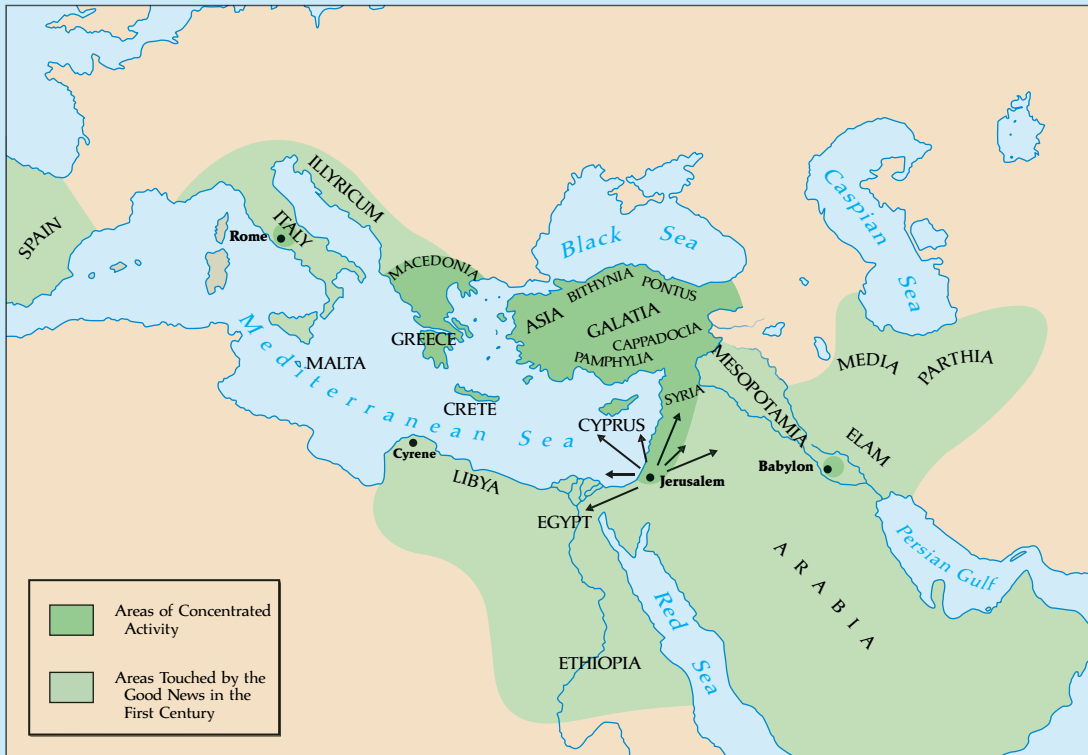 Caspian
Sea
ILLYRICUM
SPAIN
ITALY
Rome
Black Sea
MACEDONIA
BITHYNIA
PONTUS
ASIA
GALATIA
GREECE
CAPPADOCIA
PAMPHYLIA
MEDIA
PARTHIA
MESOPOTAMIA
MALTA
Mediterranean Sea
SYRIA
CRETE
CYPRUS
ELAM
Cyrene
Babylon
LIBYA
Jerusalem
EGYPT
ARABIA
Persian Gulf
Red
Sea
ETHIOPIA
Areas of Concentrated
Activity
Areas Touched by the
Good News in the
First Century